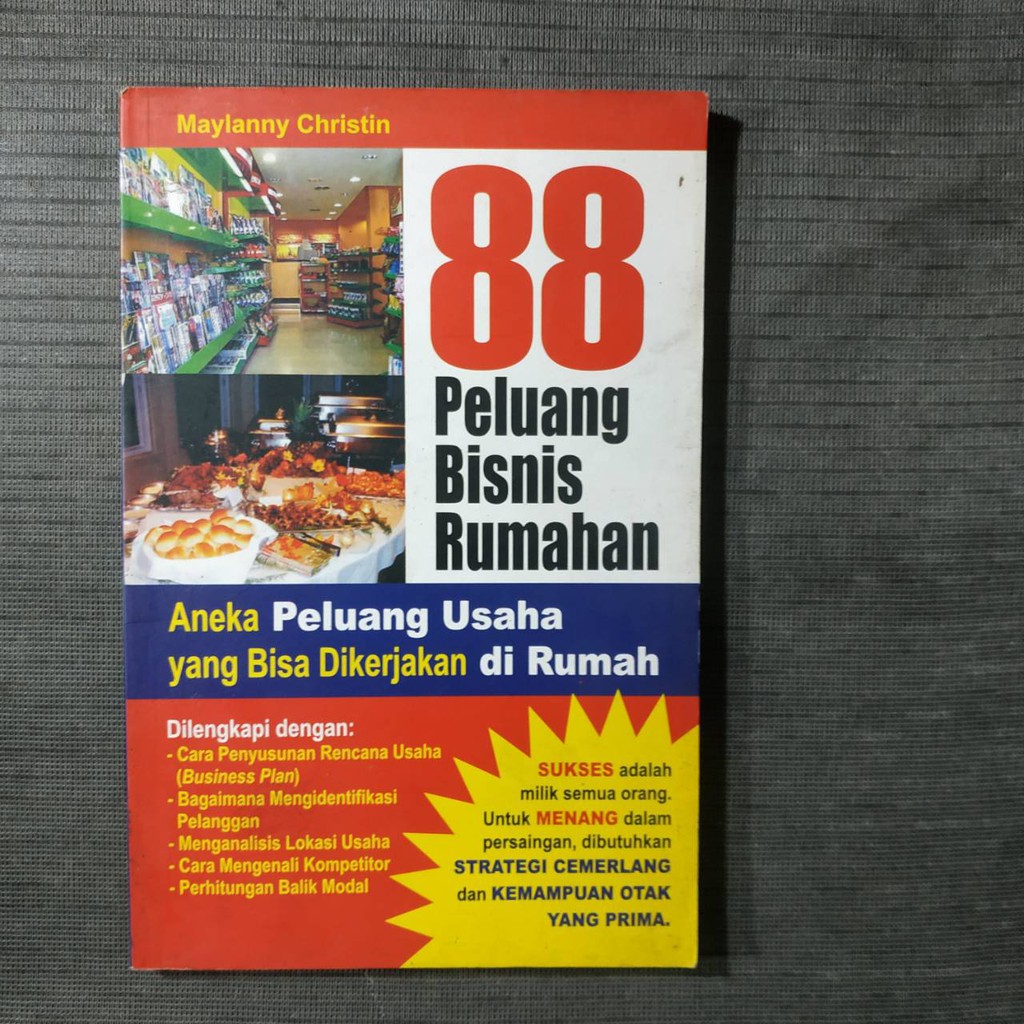 Maylanny Christin
88
Peluang
Bisnis
Rumahan
Aneka Peluang Usaha
yang Bisa Dikerjakan di Rumah
Dilengkapi dengan:
- Cara Penyusunan Rencana Usaha
(Business Plan)
- Bagaimana Mengidentifikasi
Pelanggan
- Menganalisis Lokasi Usaha
- Cara Mengenali Kompetitor
- Perhitungan Balik Modal
SUKSES adalah
milik semua orang.
Untuk MENANG dalam
persaingan, dibutuhkan
STRATEGI CEMERLANG
dan KEMAMPUAN OTAK
YANG PRIMA.